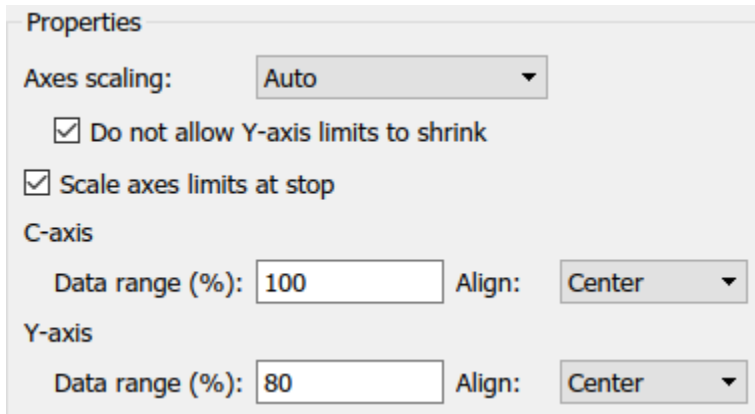 Properties
Axes scaling: Auto
Do not allow Y-axis limits to shrink
Scale axes limits at stop
C-axis
Data range (%): 100 Align: Center
Y-axis
Data range (%): 80 Align: Center